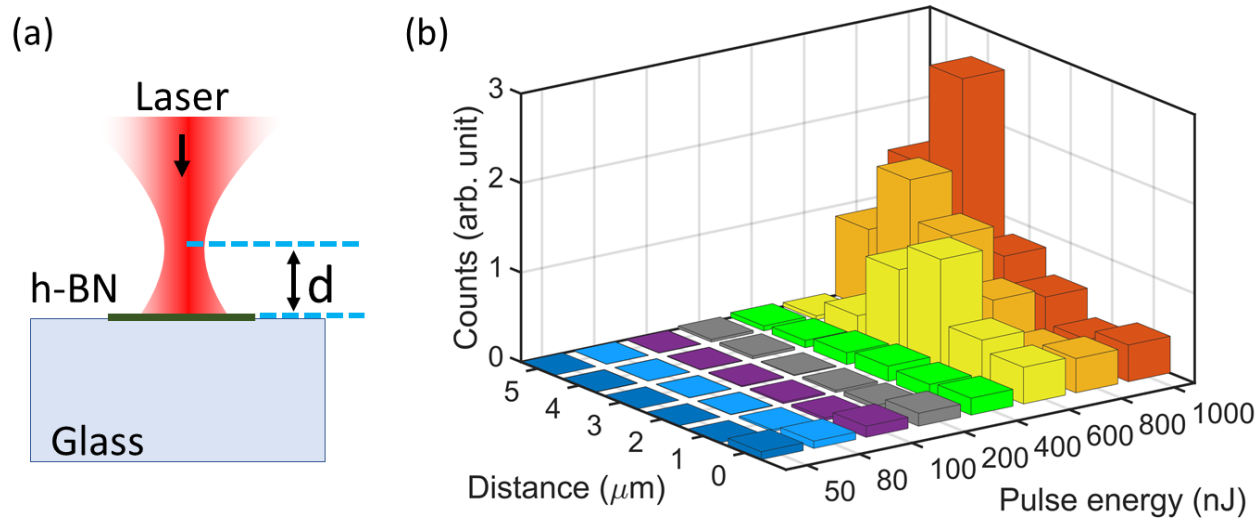 (a)
Laser
h-BN
d
Glass
(b)
Counts (arb. unit)
3
2
1
0
5
4
3
2
1
0
Distance (μm)
50
80
100
200
400
600
800
1000
Pulse energy (nJ)